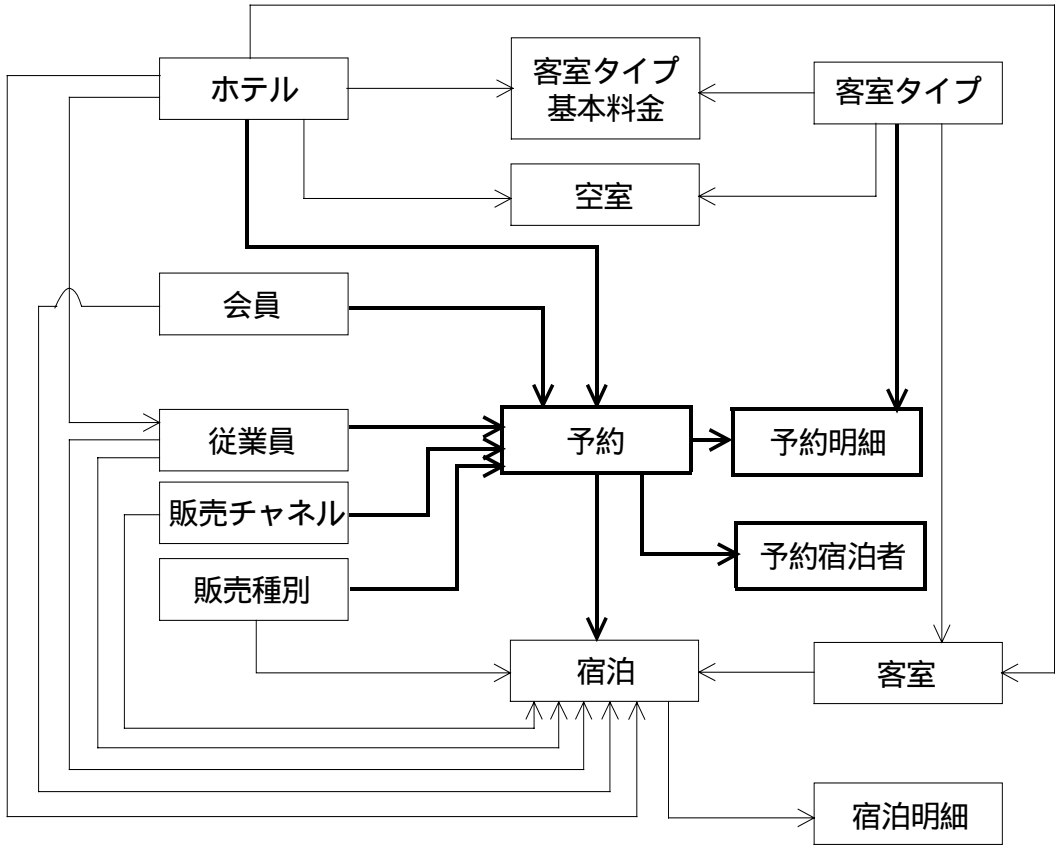 ホテル
客室タイプ
基本料金
客室タイプ
空室
会員
従業員
予約
予約明細
販売チャネル
予約宿泊者
販売種別
宿泊
客室
宿泊明細